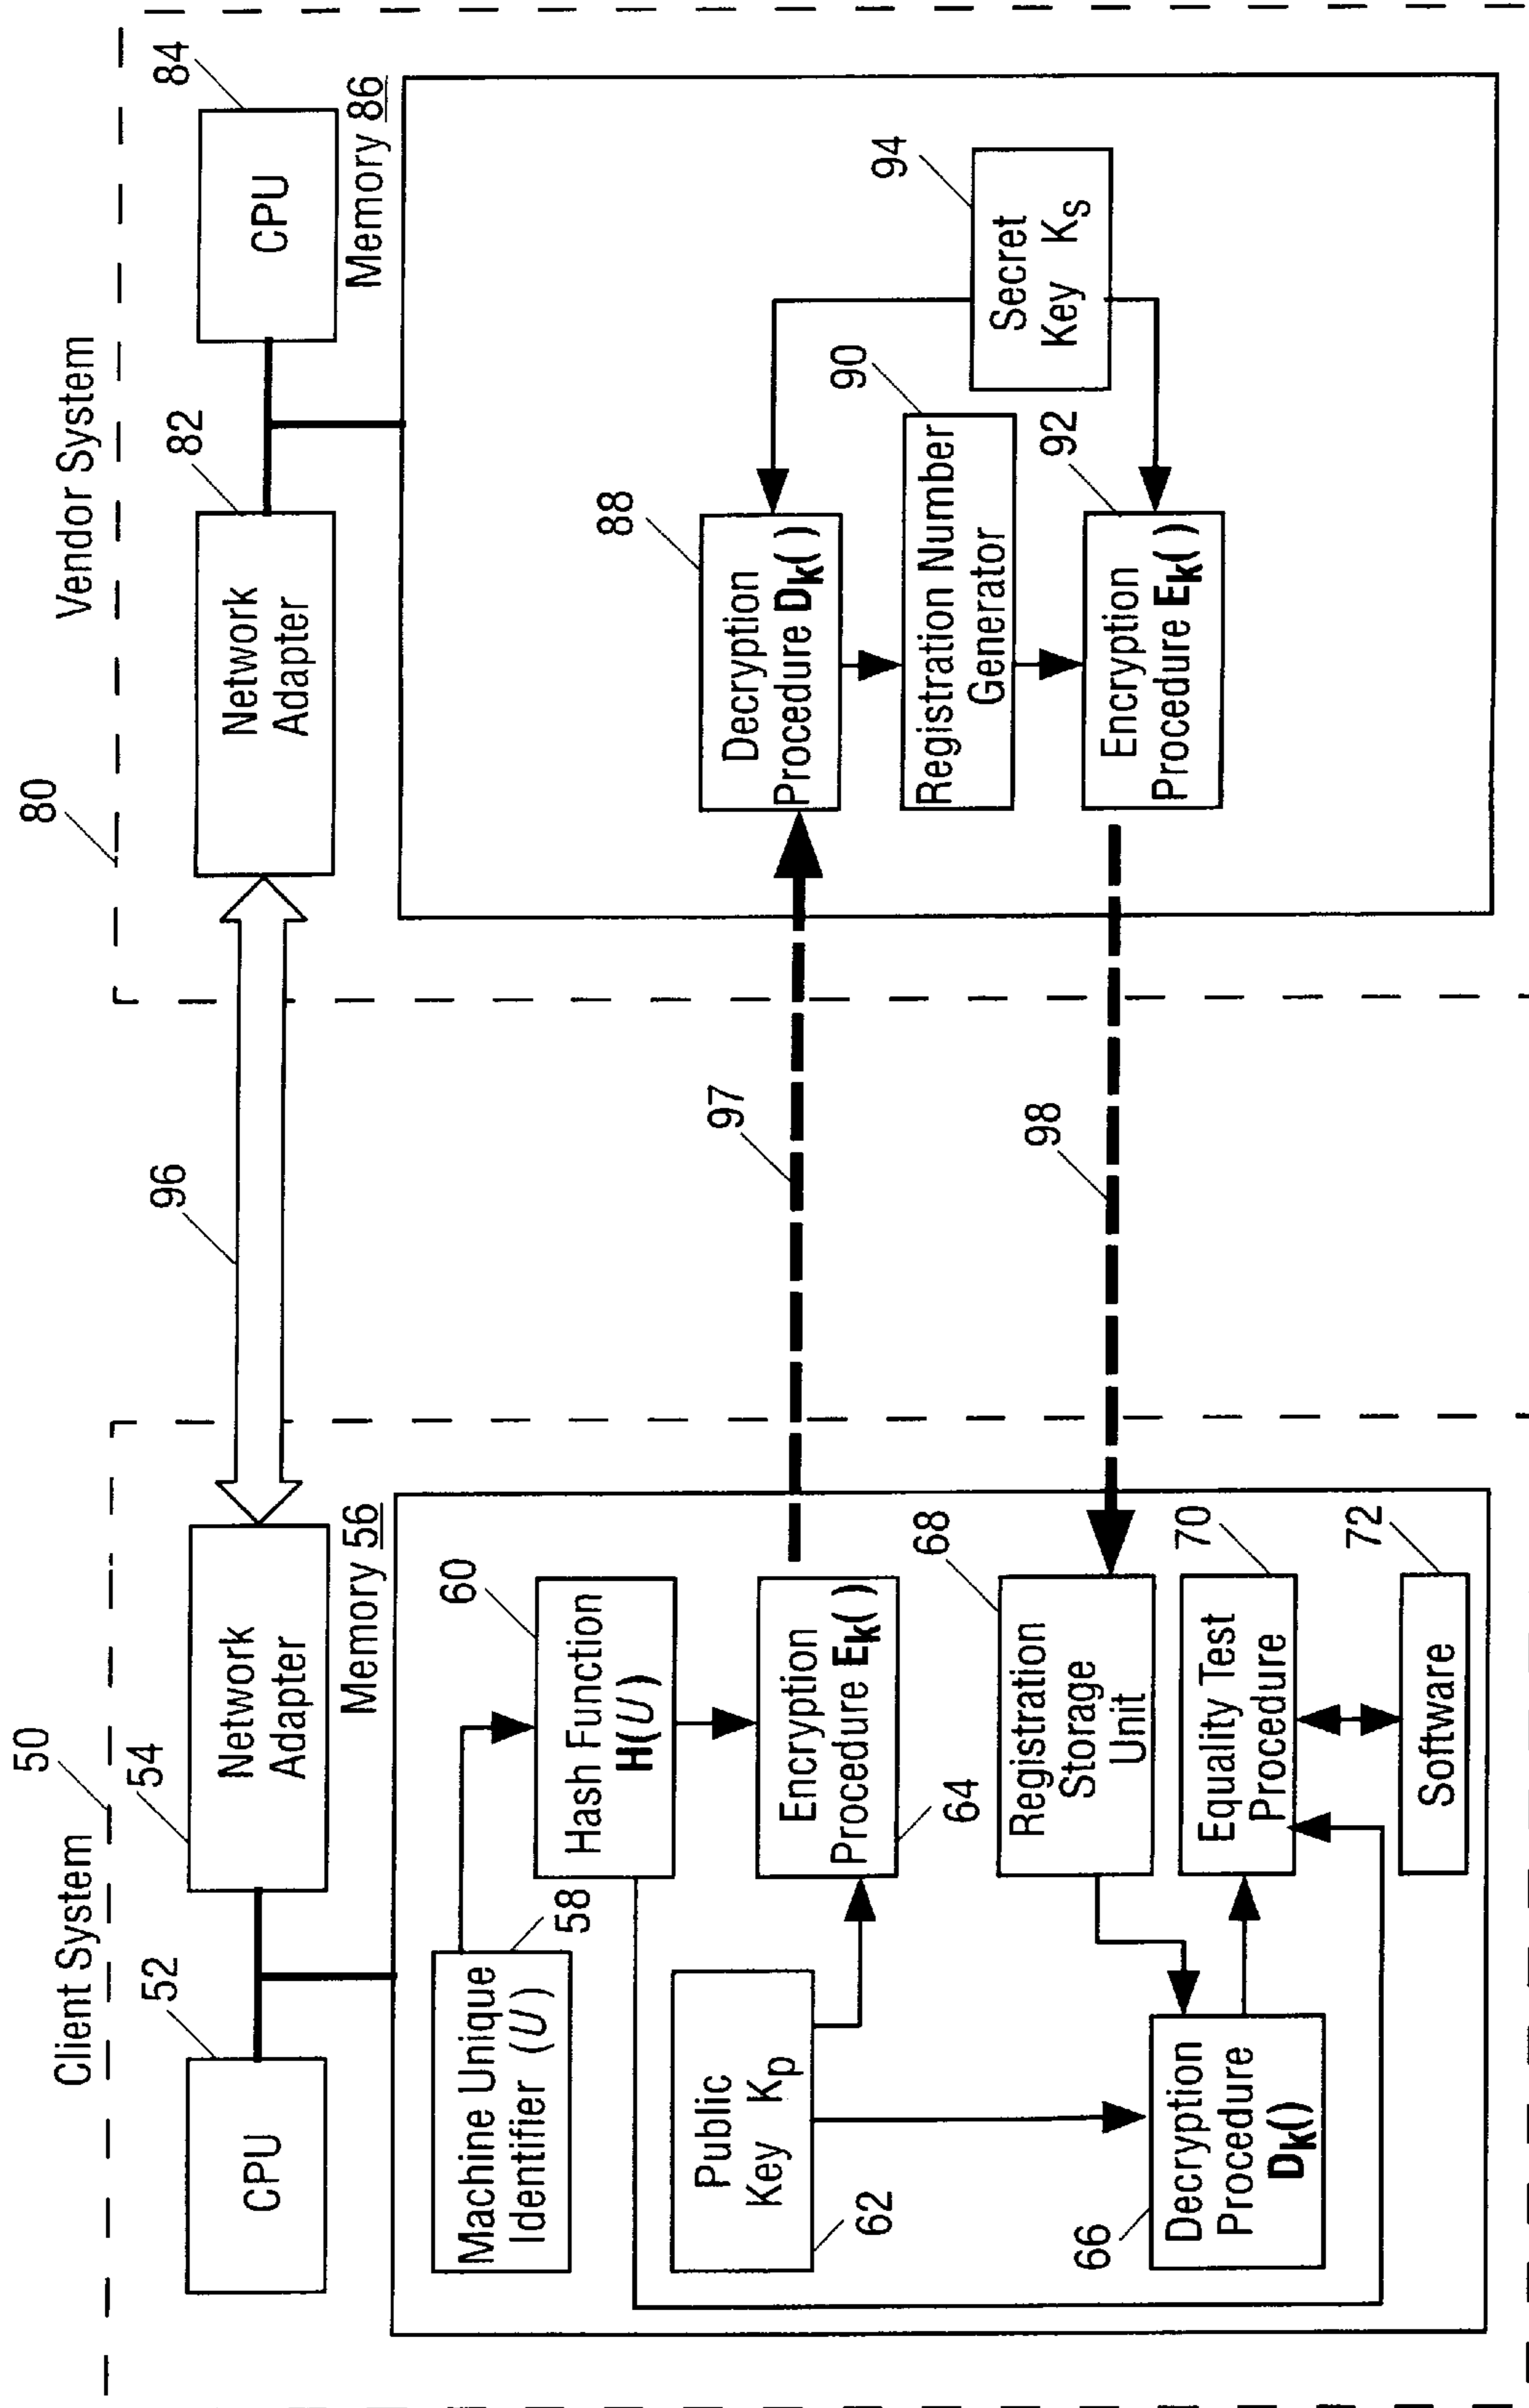 Client System
50
52
CPU
54
Network
Adapter
Memory 56
Machine Unique
Identifier (U)
58
60
Hash Function
H(U)
Public
Key Kp
62
Encryption
Procedure Ek( )
64
66
Decryption
Procedure
Dk()
68
Registration
Storage
Unit
70
Equality Test
Procedure
72
Software
96
97
98
Vendor System
80
82
Network
Adapter
84
CPU
Memory 86
88
Decryption
Procedure Dk( )
90
Registration Number
Generator
92
Encryption
Procedure Ek( )
94
Secret
Key Ks